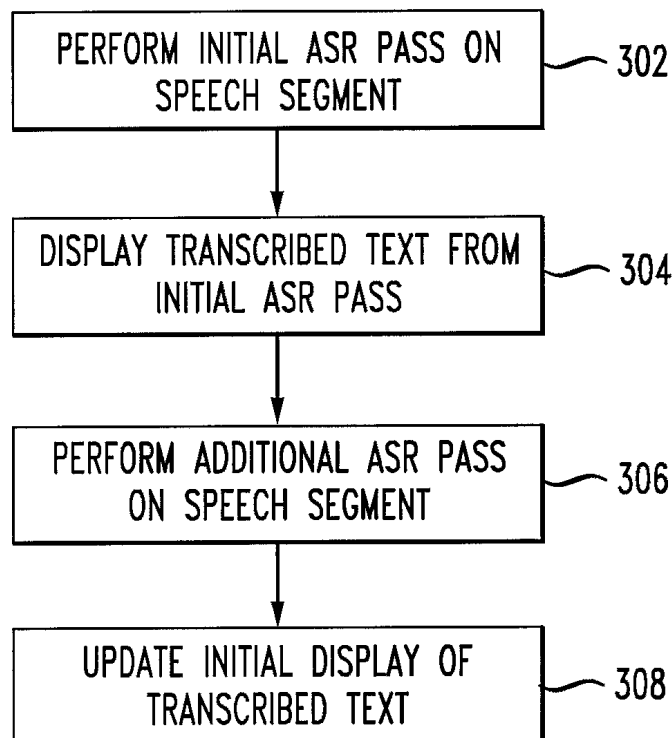 PERFORM INITIAL ASR PASS ON
SPEECH SEGMENT
302
DISPLAY TRANSCRIBED TEXT FROM
INITIAL ASR PASS
304
PERFORM ADDITIONAL ASR PASS
ON SPEECH SEGMENT
306
UPDATE INITIAL DISPLAY OF
TRANSCRIBED TEXT
308